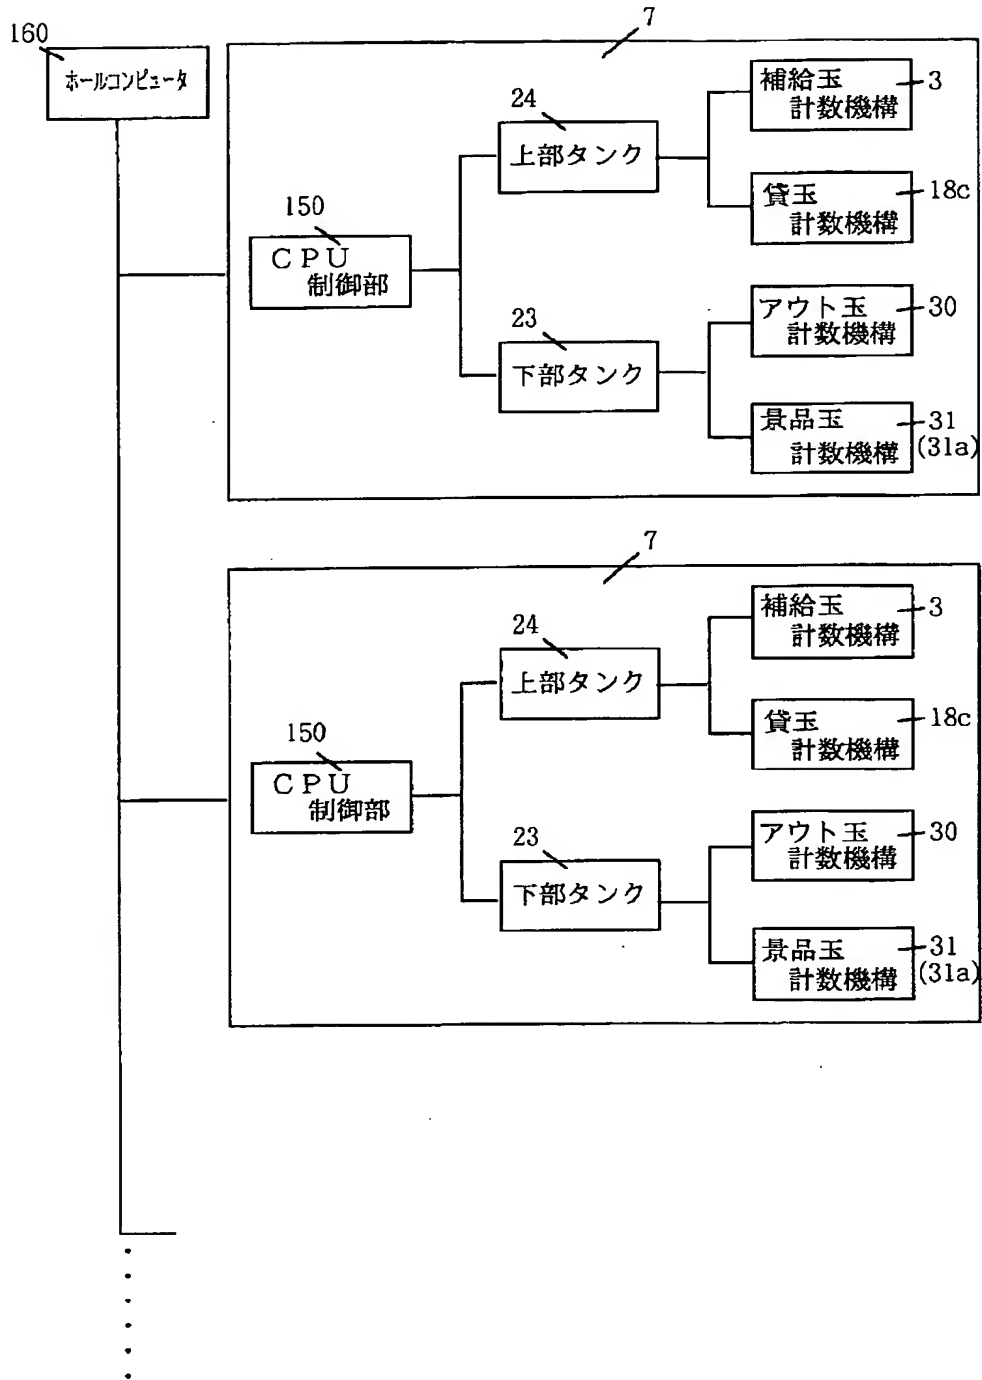 160
ホールコンピュータ
7
24
上部タンク
補給玉
計数機構
3
貸玉
計数機構
18c
150
CPU
制御部
23
下部タンク
アウト玉
計数機構
30
景品玉
計数機構
31
(31a)
7
24
上部タンク
補給玉
計数機構
3
貸玉
計数機構
18c
150
CPU
制御部
23
下部タンク
アウト玉
計数機構
30
景品玉
計数機構
31
(31a)